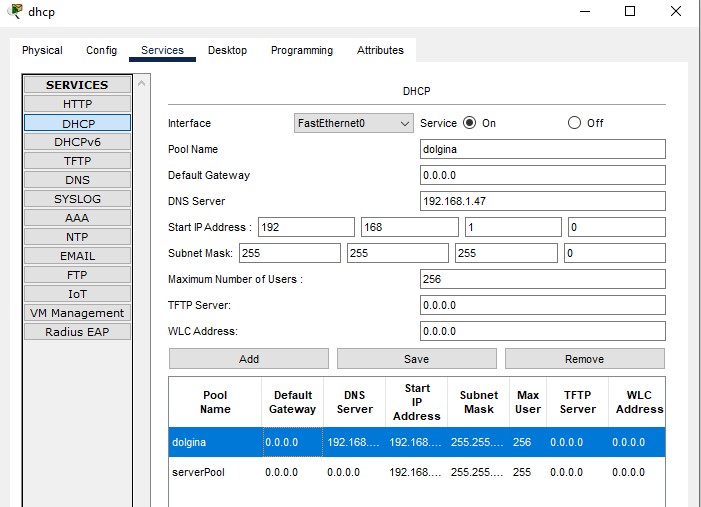 dhcp
Physical Config Services Desktop Programming Attributes
SERVICES
HTTP
DHCP
DHCPv6
TFTP
DNS
SYSLOG
AAA
NTP
EMAIL
FTP
IoT
VM Management
Radius EAP
DHCP
Interface FastEthernet0 Service On Off
Pool Name dolgina
Default Gateway 0.0.0.0
DNS Server 192.168.1.47
Start IP Address : 192 168 1 0
Subnet Mask: 255 255 255 0
Maximum Number of Users : 256
TFTP Server: 0.0.0.0
WLC Address: 0.0.0.0
Add Save Remove
Pool Name Default Gateway DNS Server Start IP Address Subnet Mask Max User TFTP Server WLC Address
dolgina 0.0.0.0 192.168.... 192.168.... 255.255.... 256 0.0.0.0 0.0.0.0
serverPool 0.0.0.0 0.0.0.0 192.168.... 255.255.... 255 0.0.0.0 0.0.0.0